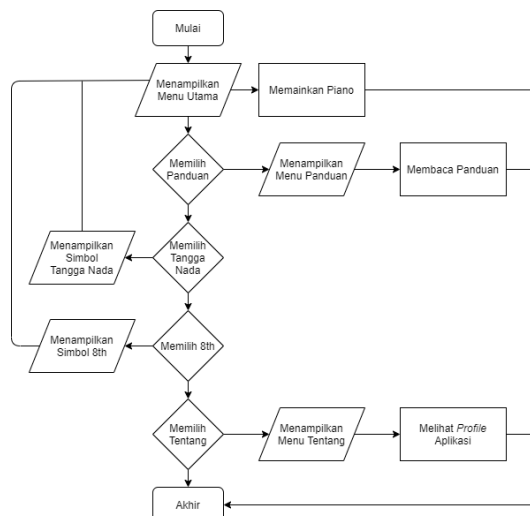 Mulai
Menampilkan
Menu Utama
Memainkan Piano
Memilih
Panduan
Menampilkan
Menu Panduan
Membaca Panduan
Menampilkan
Simbol
Tangga Nada
Memilih
Tangga
Nada
Menampilkan
Simbol 8th
Memilih 8th
Memilih
Tentang
Menampilkan
Menu Tentang
Melihat Profile
Aplikasi
Akhir